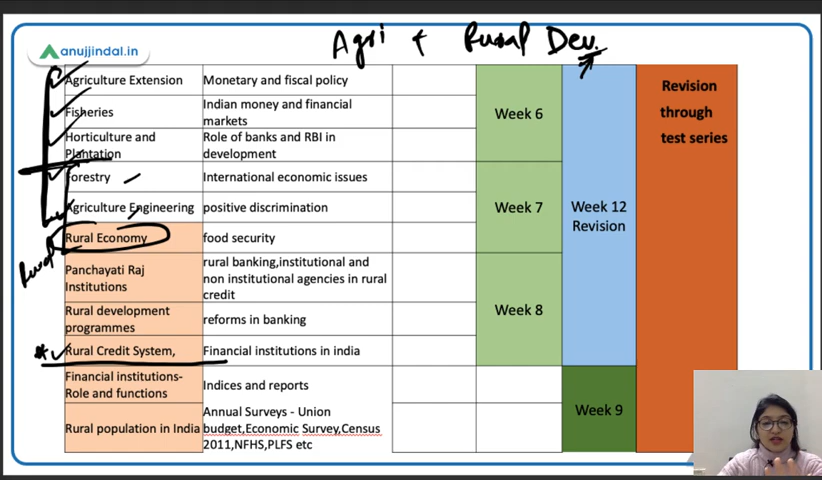 Agri + Rural Dev.
anujjindal.in
Agriculture Extension
Monetary and fiscal policy
Fisheries
Indian money and financial
markets
Week 6
Horticulture and
Plantation
Role of banks and RBI in
development
Forestry
International economic issues
Agriculture Engineering
positive discrimination
Week 7
Rural
Rural Economy
food security
Panchayati Raj
Institutions
rural banking,institutional and
non institutional agencies in rural
credit
Rural development
programmes
reforms in banking
Week 8
Rural Credit System,
Financial institutions in india
Financial institutions-
Role and functions
Indices and reports
Rural population in India
Annual Surveys - Union
budget,Economic Survey,Census
2011,NFHS,PLFS etc
Week 9
Week 12
Revision
Revision
through
test series